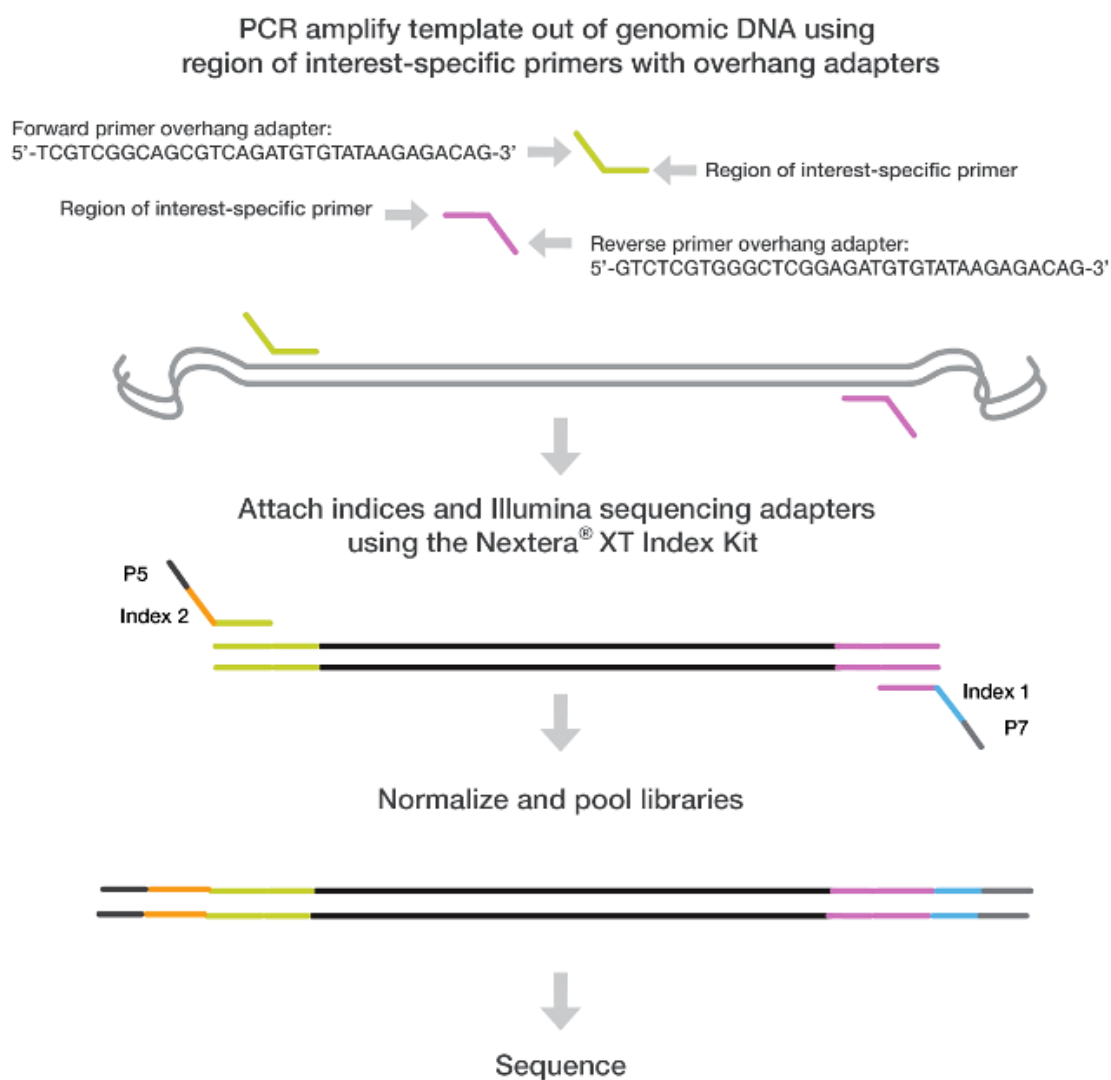 PCR amplify template out of genomic DNA using
region of interest-specific primers with overhang adapters
Forward primer overhang adapter:
5’-TCGTCGGCAGCGTCAGATGTGTATAAGAGACAG-3’
Region of interest-specific primer
Region of interest-specific primer
Reverse primer overhang adapter:
5’-GTCTCGTGGGCTCGGAGATGTGTATAAGAGACAG-3’
Attach indices and Illumina sequencing adapters
using the Nextera® XT Index Kit
P5
Index 2
Index 1
P7
Normalize and pool libraries
Sequence